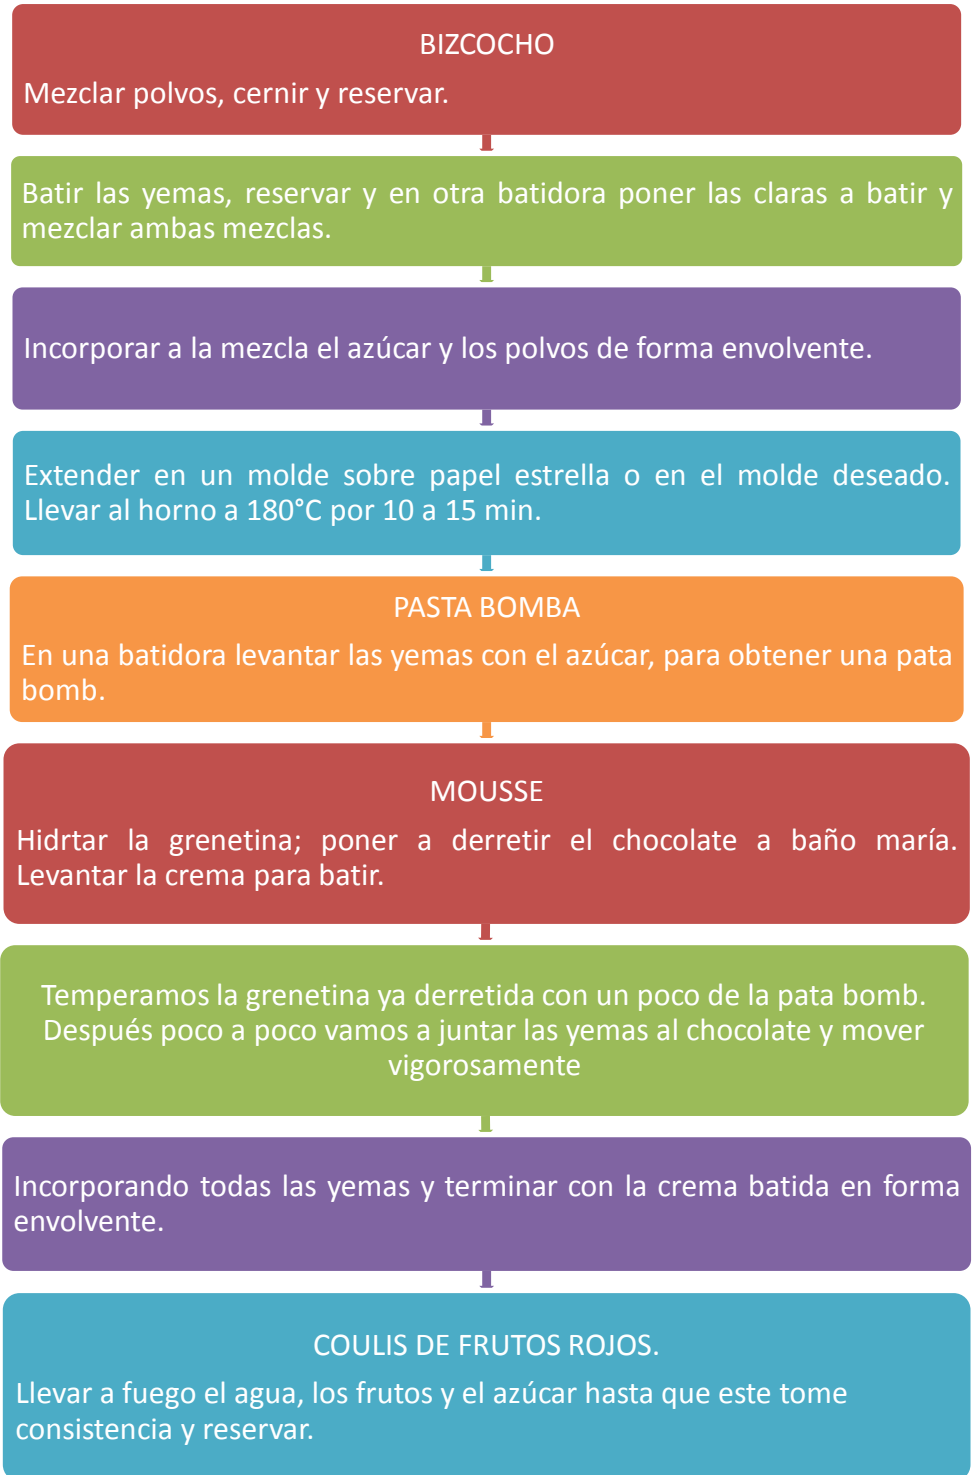 BIZCOCHO
Mezclar polvos, cernir y reservar.
Batir las yemas, reservar y en otra batidora poner las claras a batir y
mezclar ambas mezclas.
Incorporar a la mezcla el azúcar y los polvos de forma envolvente.
Extender en un molde sobre papel estrella o en el molde deseado.
Llevar al horno a 180°C por 10 a 15 min.
PASTA BOMBA
En una batidora levantar las yemas con el azúcar, para obtener una pata
bomb.
MOUSSE
Hidrtar la grenetina; poner a derretir el chocolate a baño maría.
Levantar la crema para batir.
Temperamos la grenetina ya derretida con un poco de la pata bomb.
Después poco a poco vamos a juntar las yemas al chocolate y mover
vigorosamente
Incorporando todas las yemas y terminar con la crema batida en forma
envolvente.
COULIS DE FRUTOS ROJOS.
Llevar a fuego el agua, los frutos y el azúcar hasta que este tome
consistencia y reservar.